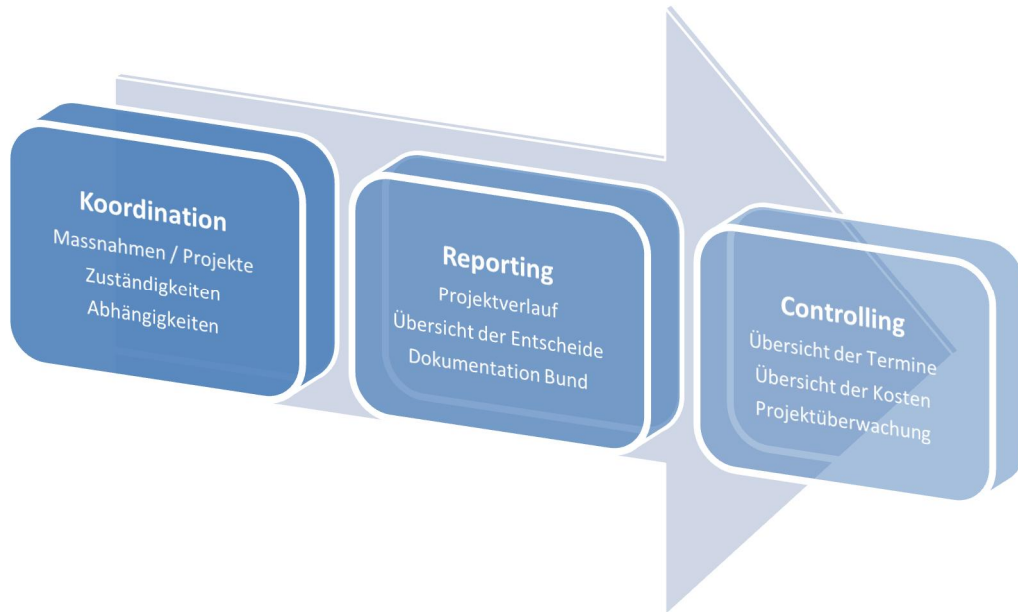 Koordination
Massnahmen / Projekte
Zuständigkeiten
Abhängigkeiten
Reporting
Projektverlauf
Übersicht der Entscheide
Dokumentation Bund
Controlling
Übersicht der Termine
Übersicht der Kosten
Projektüberwachung